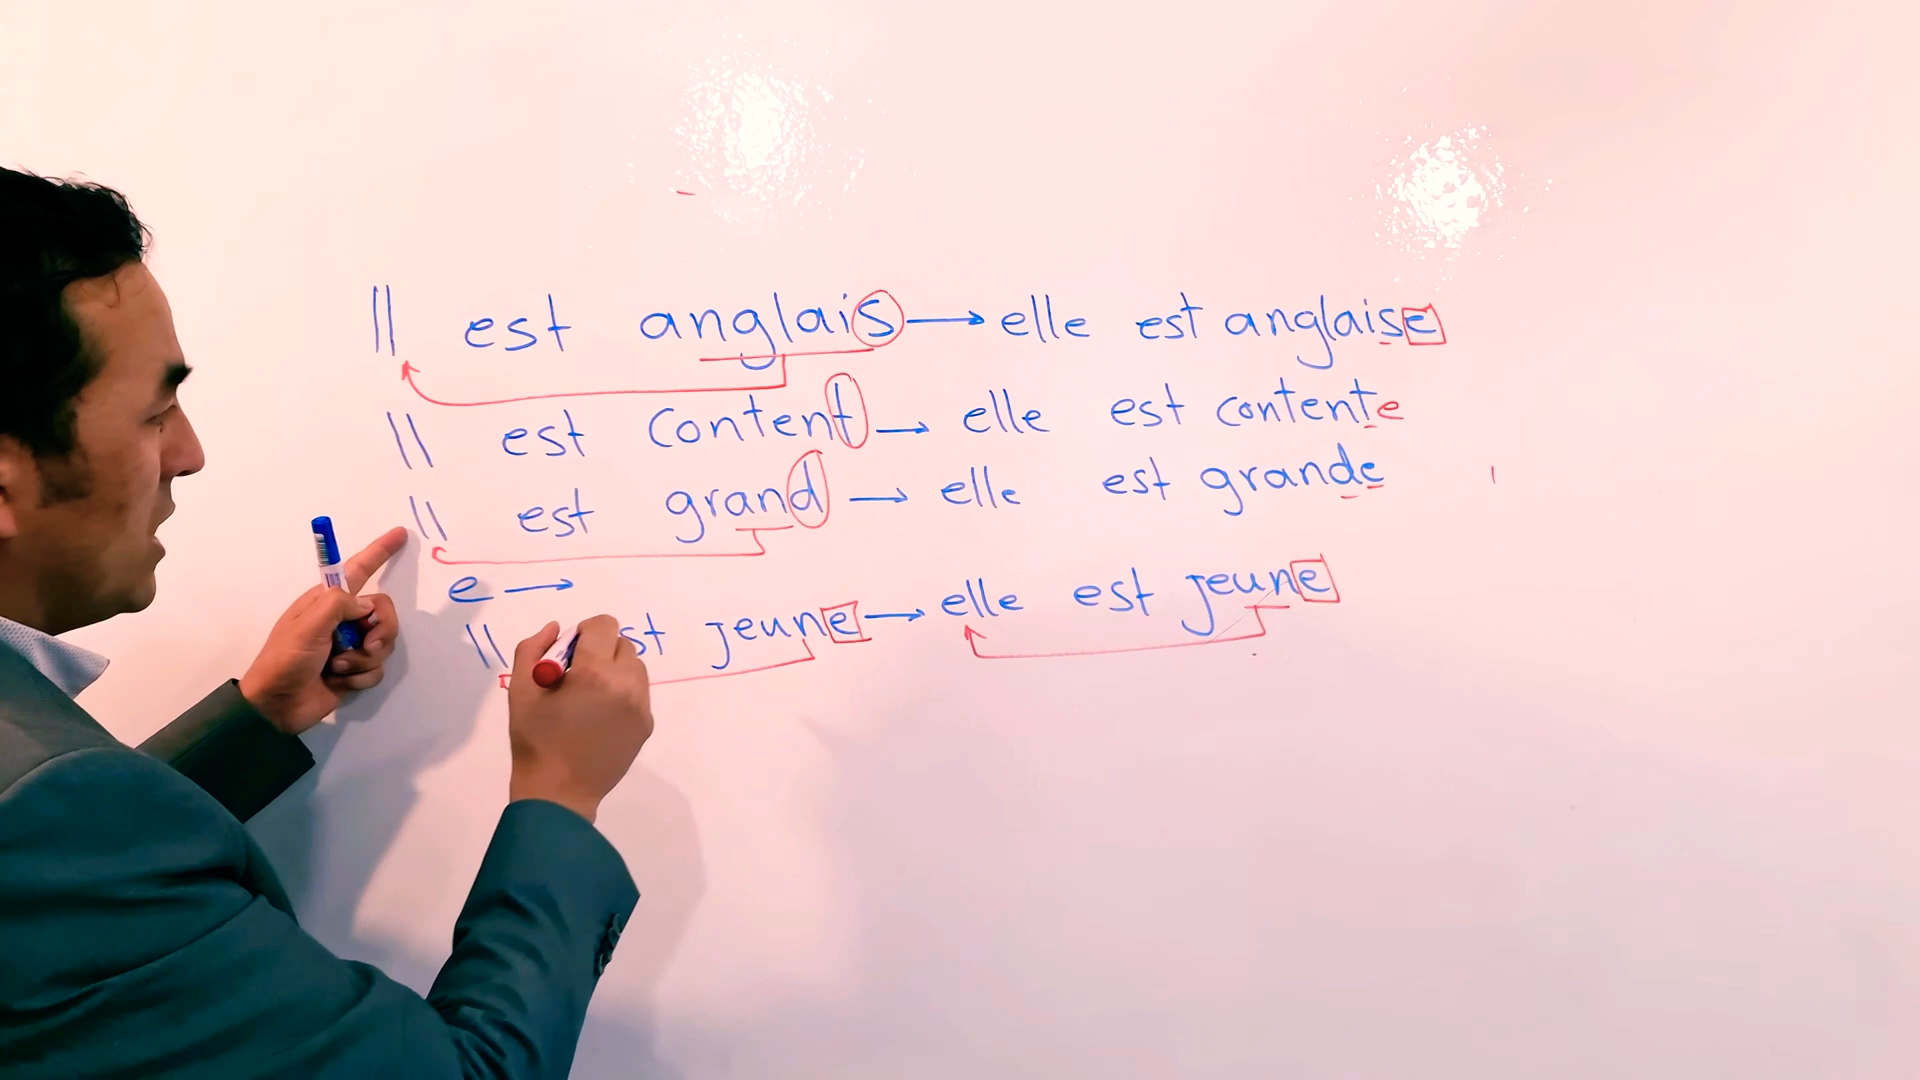 Il est anglais → elle est anglaise
Il est content → elle est contente
Il est grand → elle est grande
e →
Il st jeune → elle est jeune